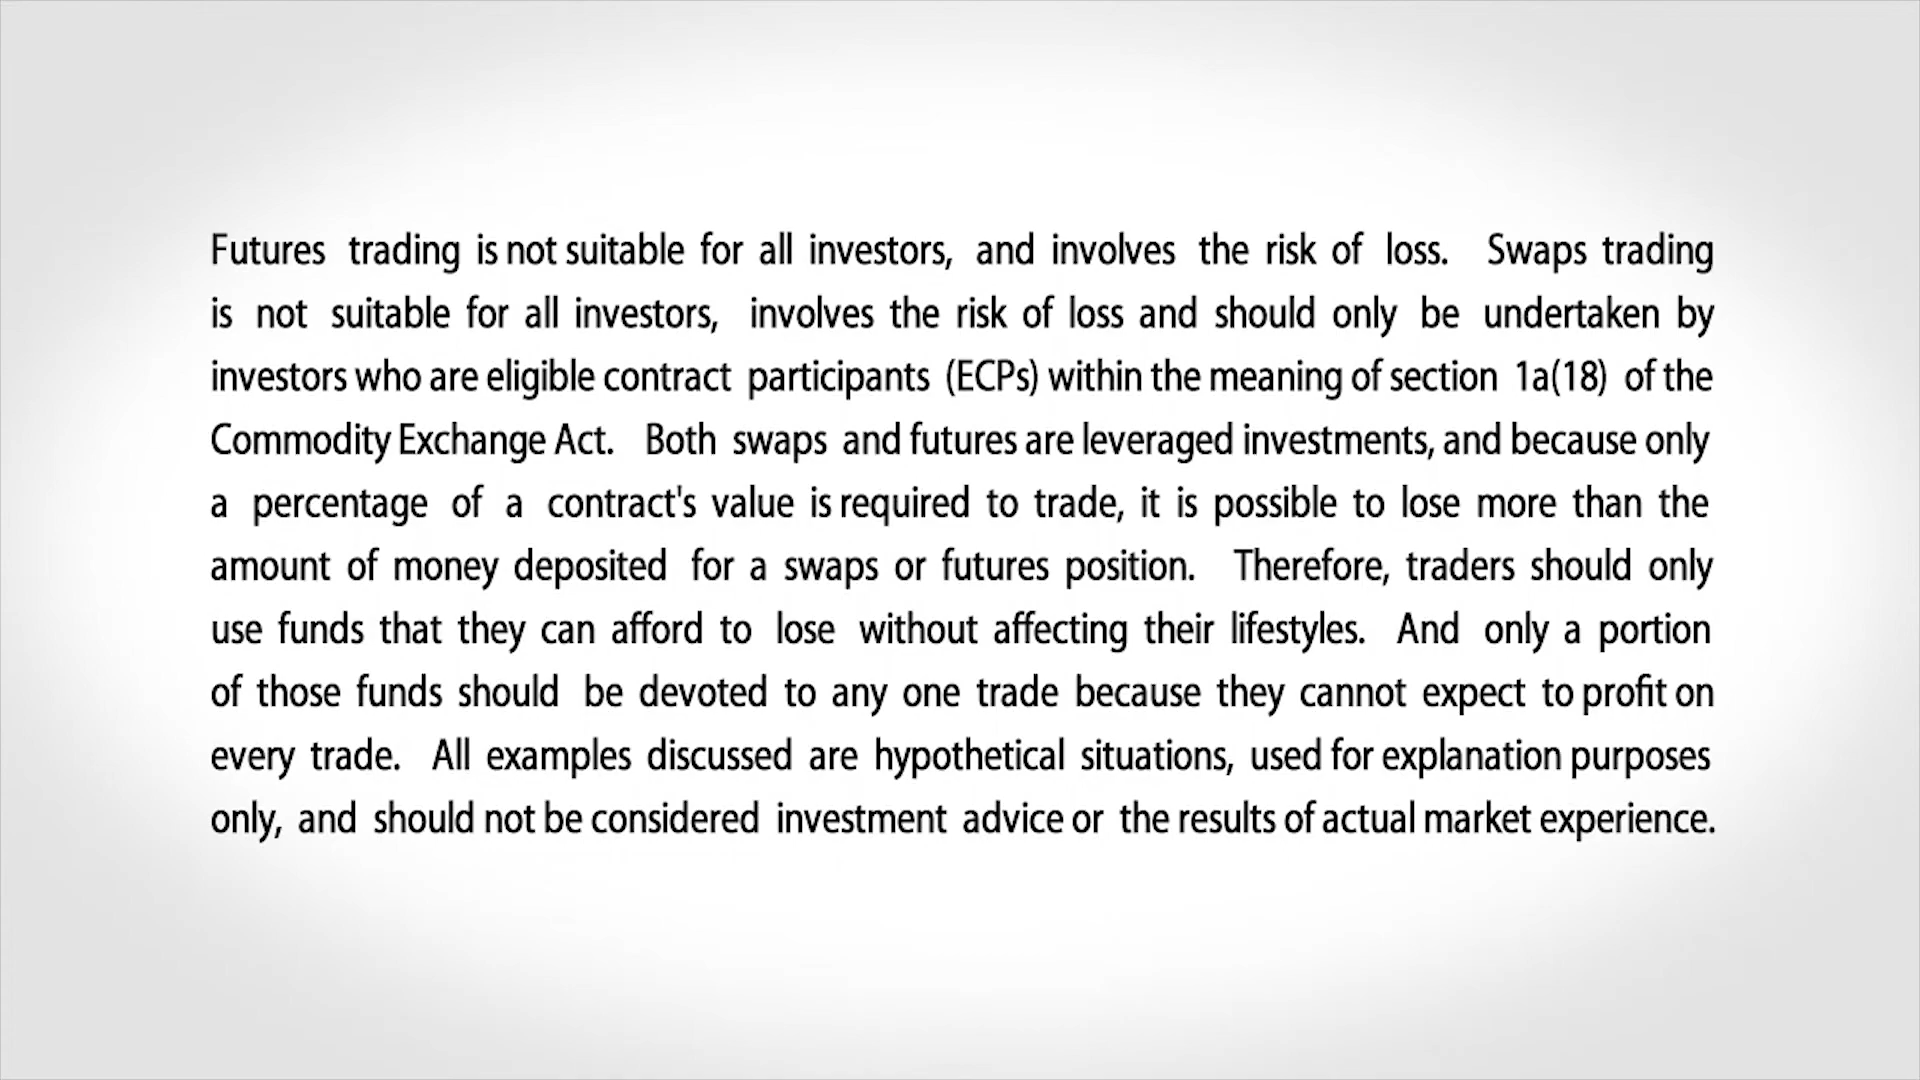 Futures trading is not suitable for all investors, and involves the risk of loss. Swaps trading
is not suitable for all investors, involves the risk of loss and should only be undertaken by
investors who are eligible contract participants (ECPs) within the meaning of section 1a(18) of the
Commodity Exchange Act. Both swaps and futures are leveraged investments, and because only
a percentage of a contract's value is required to trade, it is possible to lose more than the
amount of money deposited for a swaps or futures position. Therefore, traders should only
use funds that they can afford to lose without affecting their lifestyles. And only a portion
of those funds should be devoted to any one trade because they cannot expect to profit on
every trade. All examples discussed are hypothetical situations, used for explanation purposes
only, and should not be considered investment advice or the results of actual market experience.